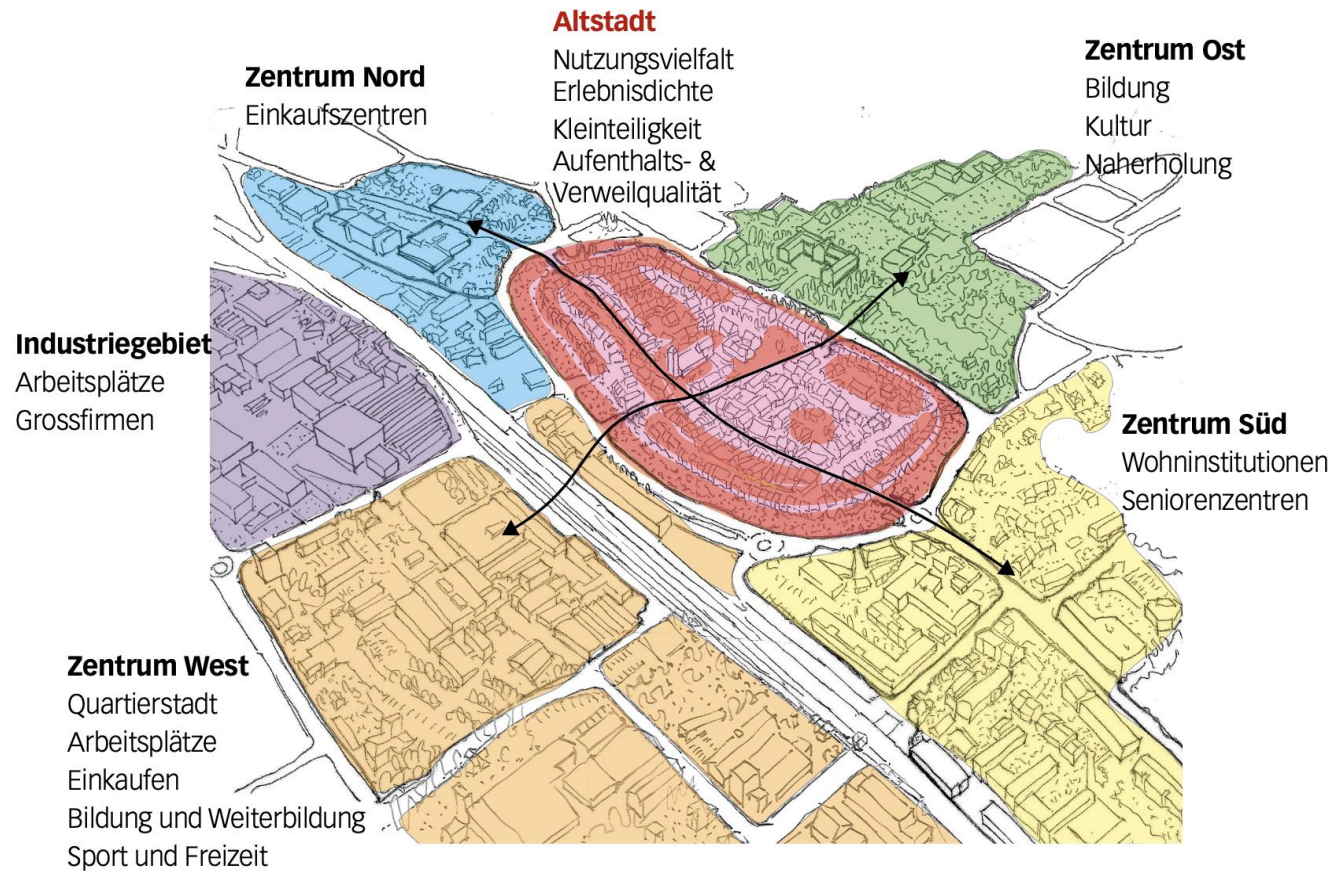 Altstadt
Nutzungsvielfalt
Erlebnisdichte
Kleinteiligkeit
Aufenthalts- &
Verweilqualität
Zentrum Nord
Einkaufszentren
Zentrum Ost
Bildung
Kultur
Naherholung
Industriegebiet
Arbeitsplätze
Grossfirmen
Zentrum Süd
Wohninstitutionen
Seniorenzentren
Zentrum West
Quartierstadt
Arbeitsplätze
Einkaufen
Bildung und Weiterbildung
Sport und Freizeit